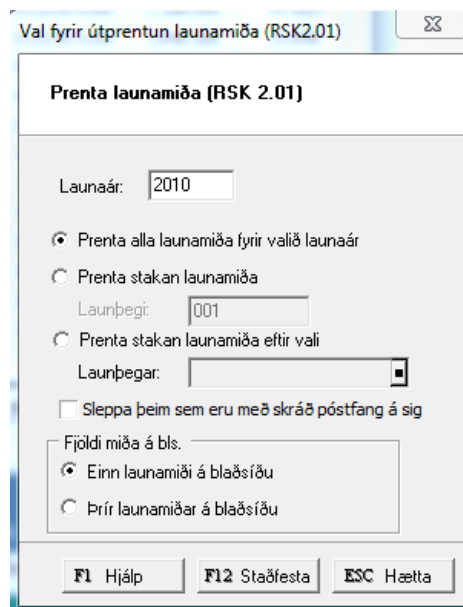 Val fyrir útprentun launamiða (RSK2.01)
Prenta launamiða (RSK 2.01)
Launaár: 2010
Prenta alla launamiða fyrir valið launaár
Prenta stakan launamiða
Launþegi: 001
Prenta stakan launamiða eftir vali
Launþegar:
Sleppa þeim sem eru með skráð póstfang á sig
Fjöldi miða á bls.
Einn launamiði á blaðsíðu
Þrír launamiðar á blaðsíðu
F1 Hjálp F12 Staðfesta ESC Hætta